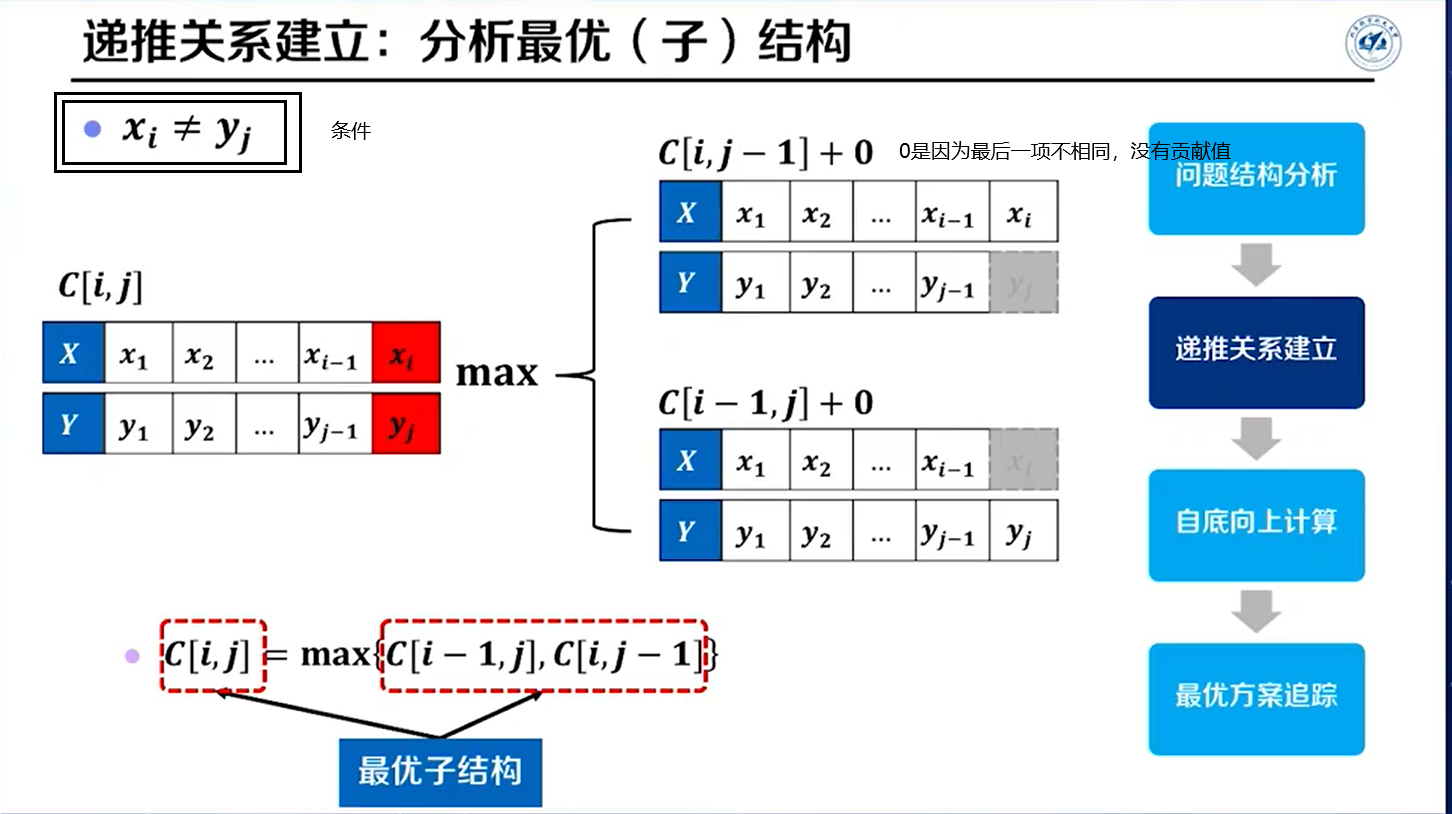 递推关系建立：分析最优（子）结构
x_i ≠ y_j
条件
C[i, j − 1] + 0
0是因为最后一项不相同，没有贡献值
X x_1 x_2 … x_{i−1} x_i
Y y_1 y_2 … y_{j−1} y_j
C[i, j]
X x_1 x_2 … x_{i−1} x_i
Y y_1 y_2 … y_{j−1} y_j
max
C[i − 1, j] + 0
X x_1 x_2 … x_{i−1} x_i
Y y_1 y_2 … y_{j−1} y_j
C[i, j] = max{C[i − 1, j], C[i, j − 1]}
最优子结构
问题结构分析
递推关系建立
自底向上计算
最优方案追踪